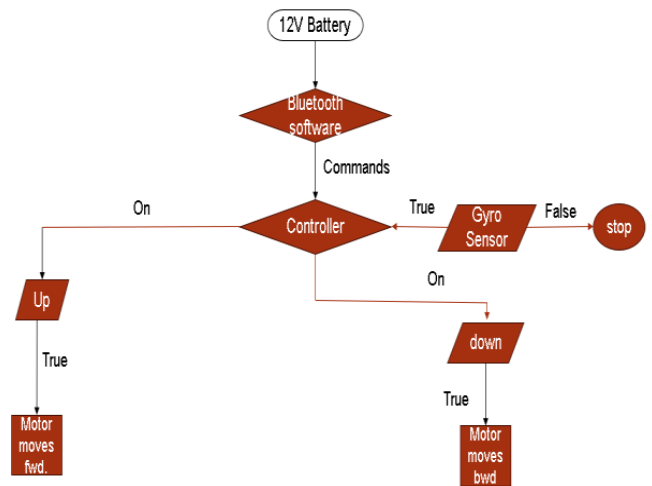 12V Battery
Bluetooth
software
Commands
On
Controller
True
Gyro
Sensor
False
stop
Up
On
down
True
True
Motor
moves
fwd.
Motor
moves
bwd